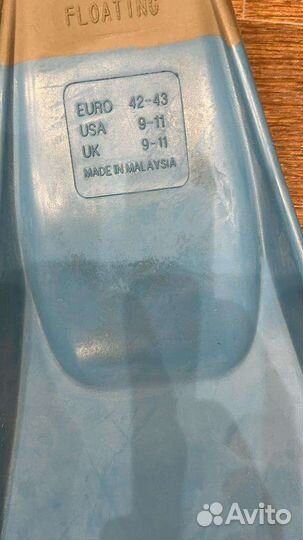 FLOATING
EURO 42-43
USA 9-11
UK 9-11
MADE IN MALAYSIA
Avito